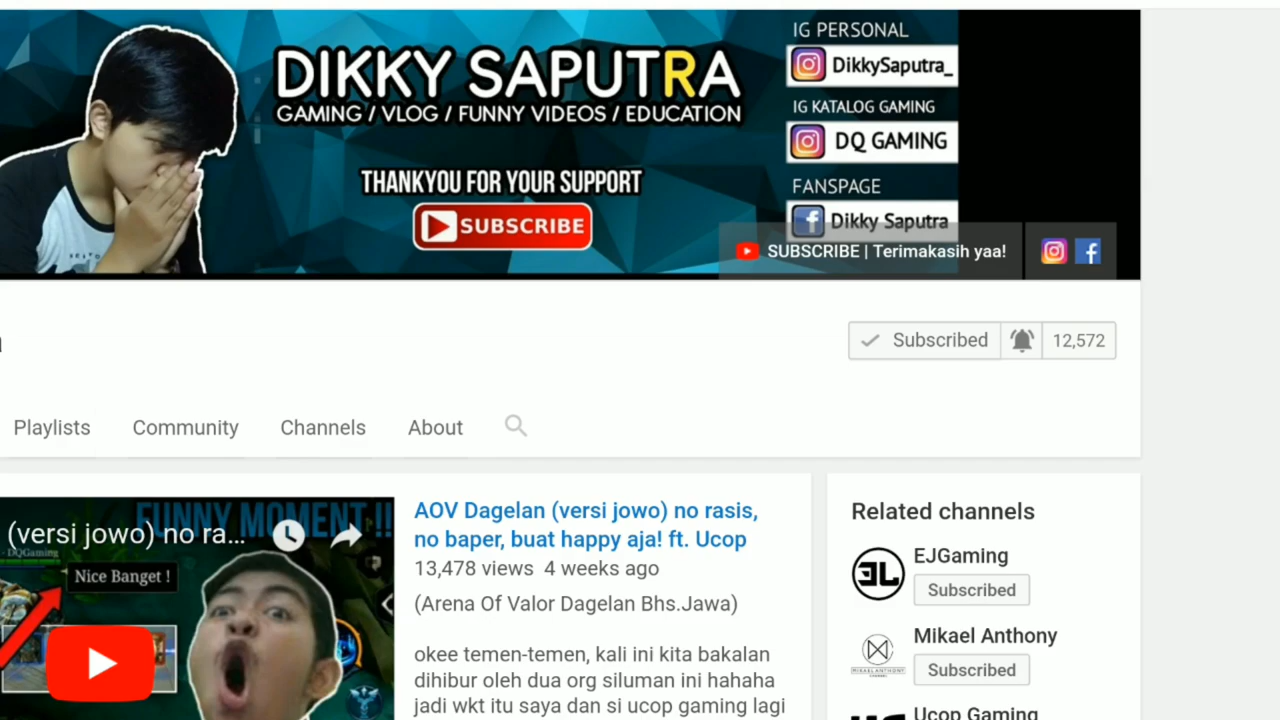 IG PERSONAL
DikkySaputra_
DIKKY SAPUTRA
GAMING / VLOG / FUNNY VIDEOS / EDUCATION
IG KATALOG GAMING
DQ GAMING
THANKYOU FOR YOUR SUPPORT
SUBSCRIBE
FANSPAGE
Dikky Saputra
SUBSCRIBE | Terimakasih yaa!
Subscribed
12,572
Playlists
Community
Channels
About
FUNNY MOMENT !!
(versi jowo) no ra...
- DQGaming
Nice Banget !
AOV Dagelan (versi jowo) no rasis,
no baper, buat happy aja! ft. Ucop
13,478 views 4 weeks ago
(Arena Of Valor Dagelan Bhs.Jawa)
okee temen-temen, kali ini kita bakalan
dihibur oleh dua org siluman ini hahaha
jadi wkt itu saya dan si ucop gaming lagi
Related channels
EJGaming
Subscribed
Mikael Anthony
Subscribed
Ucop Gaming